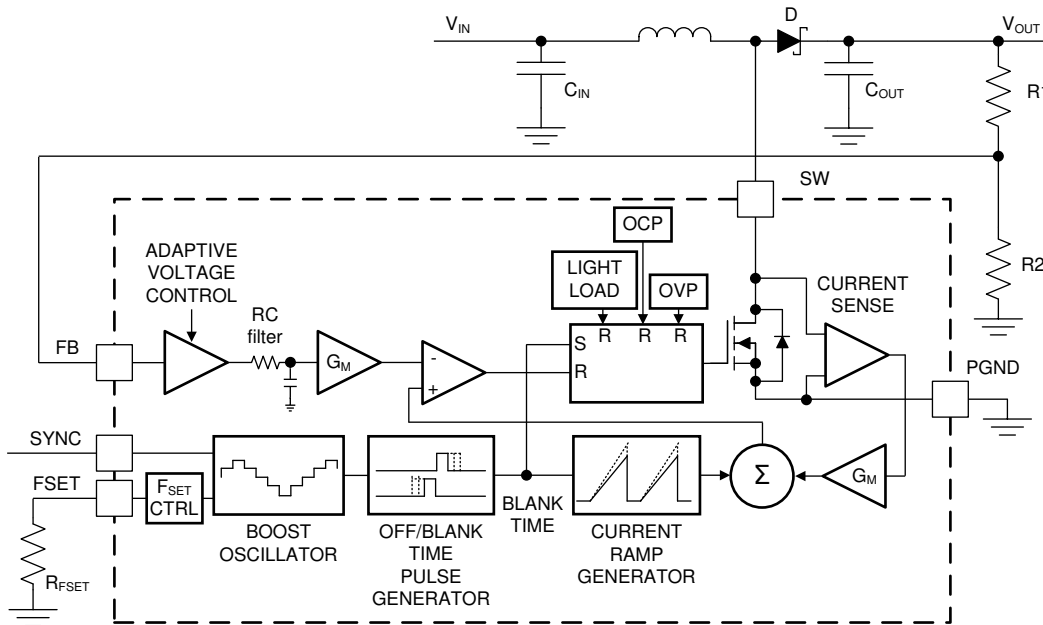 VIN
D
VOUT
CIN
COUT
R1
SW
R2
OCP
LIGHT
LOAD
OVP
CURRENT
SENSE
ADAPTIVE
VOLTAGE
CONTROL
RC
filter
FB
GM
-
+
S
R
R
R
R
PGND
SYNC
FSET
FSET
CTRL
RFSET
BOOST
OSCILLATOR
OFF/BLANK
TIME
PULSE
GENERATOR
BLANK
TIME
CURRENT
RAMP
GENERATOR
Σ
GM